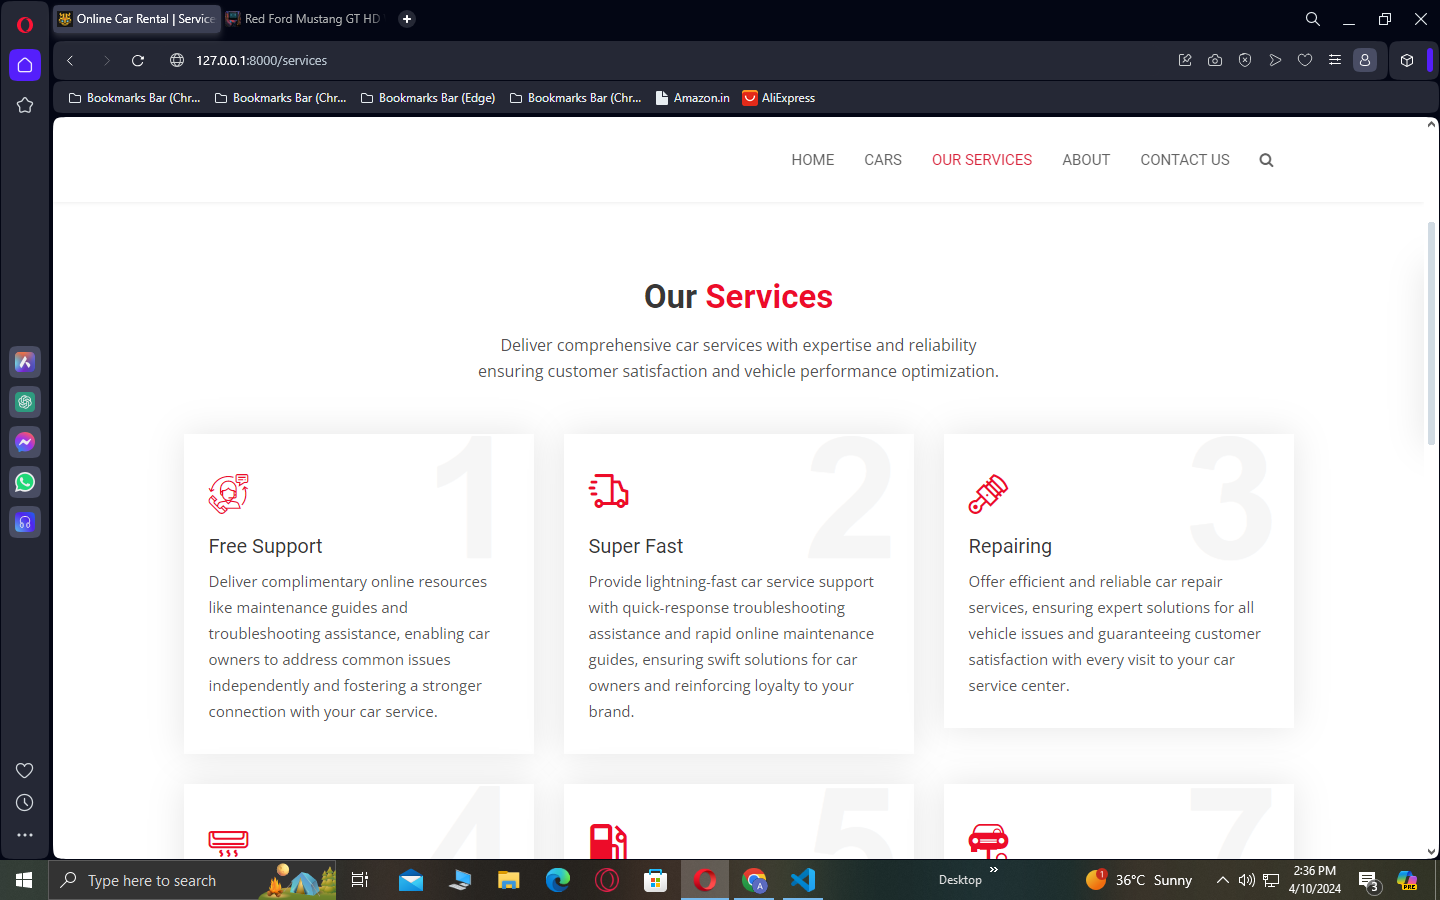 Online Car Rental | Service
Red Ford Mustang GT HD
127.0.0.1:8000/services
Bookmarks Bar (Chr...
Bookmarks Bar (Chr...
Bookmarks Bar (Edge)
Bookmarks Bar (Chr...
Amazon.in
AliExpress
HOME
CARS
OUR SERVICES
ABOUT
CONTACT US
Our Services
Deliver comprehensive car services with expertise and reliability
ensuring customer satisfaction and vehicle performance optimization.
1
Free Support
Deliver complimentary online resources
like maintenance guides and
troubleshooting assistance, enabling car
owners to address common issues
independently and fostering a stronger
connection with your car service.
2
Super Fast
Provide lightning-fast car service support
with quick-response troubleshooting
assistance and rapid online maintenance
guides, ensuring swift solutions for car
owners and reinforcing loyalty to your
brand.
3
Repairing
Offer efficient and reliable car repair
services, ensuring expert solutions for all
vehicle issues and guaranteeing customer
satisfaction with every visit to your car
service center.
4
5
7
Type here to search
A
Desktop
»
1
36°C Sunny
2:36 PM
4/10/2024
3
PRE